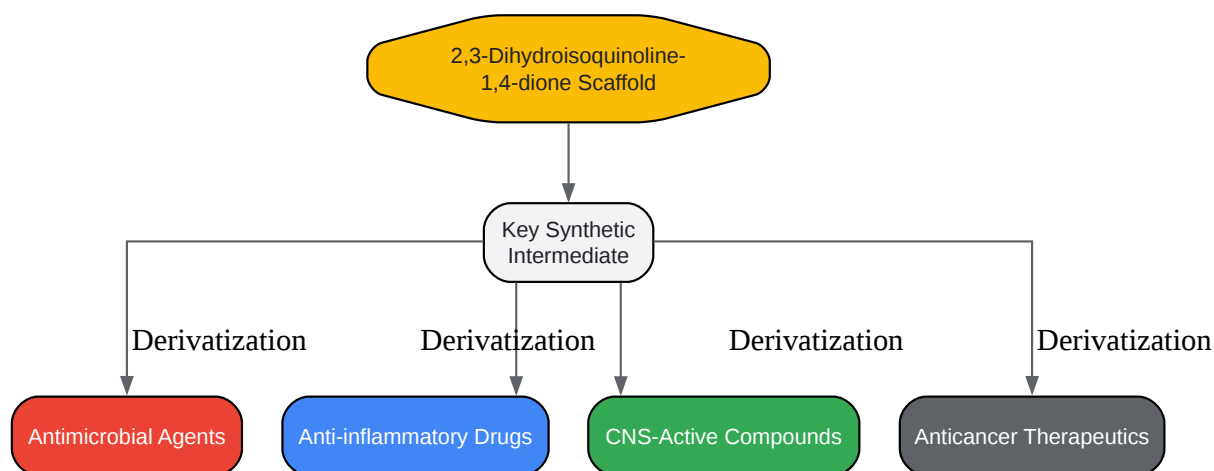 2,3-Dihydroisoquinoline-
1,4-dione Scaffold
Key Synthetic
Intermediate
Derivatization
Derivatization
Derivatization
Derivatization
Antimicrobial Agents
Anti-inflammatory Drugs
CNS-Active Compounds
Anticancer Therapeutics